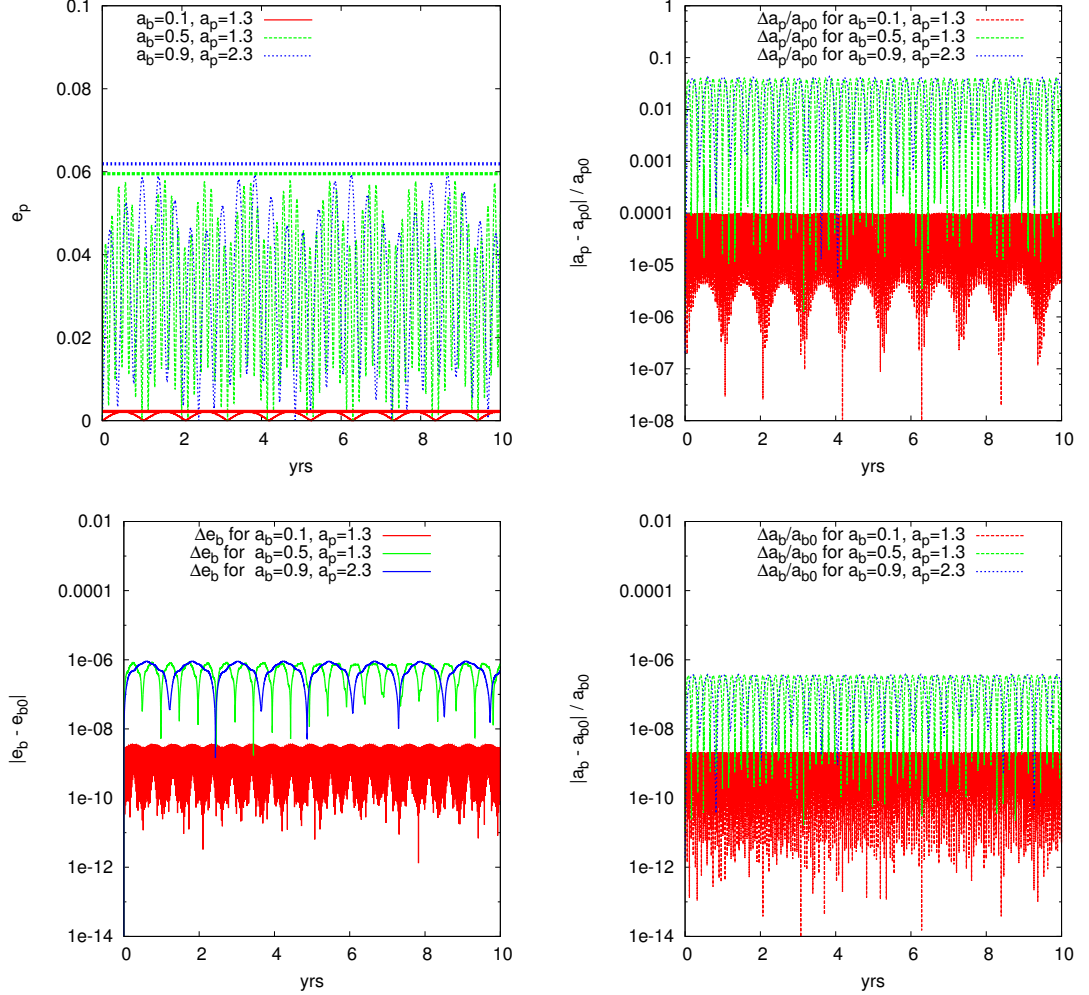 a_b=0.1, a_p=1.3
a_b=0.5, a_p=1.3
a_b=0.9, a_p=2.3
0.1
0.08
0.06
0.04
0.02
0
e_p
0 2 4 6 8 10
yrs
Δa_p/a_p0 for a_b=0.1, a_p=1.3
Δa_p/a_p0 for a_b=0.5, a_p=1.3
Δa_p/a_p0 for a_b=0.9, a_p=2.3
1
0.1
0.01
0.001
0.0001
1e-05
1e-06
1e-07
1e-08
|a_p - a_p0| / a_p0
0 2 4 6 8 10
yrs
Δe_b for a_b=0.1, a_p=1.3
Δe_b for a_b=0.5, a_p=1.3
Δe_b for a_b=0.9, a_p=2.3
0.01
0.0001
1e-06
1e-08
1e-10
1e-12
1e-14
|e_b - e_b0|
0 2 4 6 8 10
yrs
Δa_b/a_b0 for a_b=0.1, a_p=1.3
Δa_b/a_b0 for a_b=0.5, a_p=1.3
Δa_b/a_b0 for a_b=0.9, a_p=2.3
0.01
0.0001
1e-06
1e-08
1e-10
1e-12
1e-14
|a_b - a_b0| / a_b0
0 2 4 6 8 10
yrs